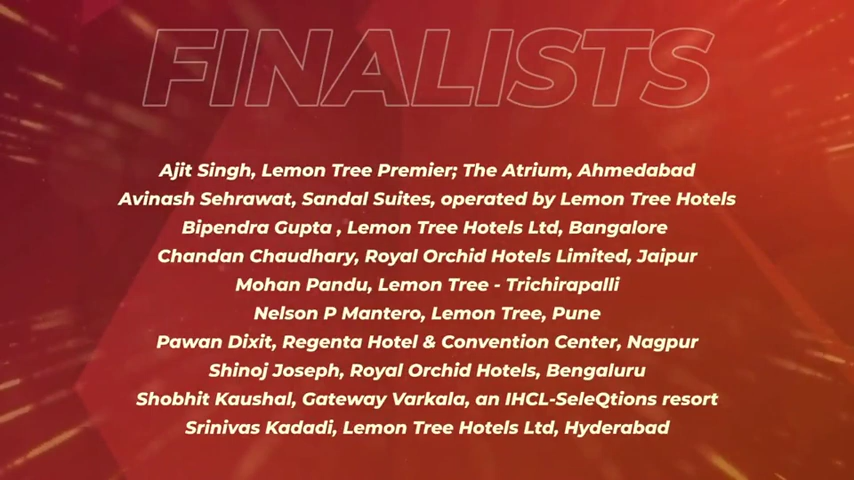 FINALISTS
Ajit Singh, Lemon Tree Premier; The Atrium, Ahmedabad
Avinash Sehrawat, Sandal Suites, operated by Lemon Tree Hotels
Bipendra Gupta , Lemon Tree Hotels Ltd, Bangalore
Chandan Chaudhary, Royal Orchid Hotels Limited, Jaipur
Mohan Pandu, Lemon Tree - Trichirapalli
Nelson P Mantero, Lemon Tree, Pune
Pawan Dixit, Regenta Hotel & Convention Center, Nagpur
Shinoj Joseph, Royal Orchid Hotels, Bengaluru
Shobhit Kaushal, Gateway Varkala, an IHCL-SeleQtions resort
Srinivas Kadadi, Lemon Tree Hotels Ltd, Hyderabad